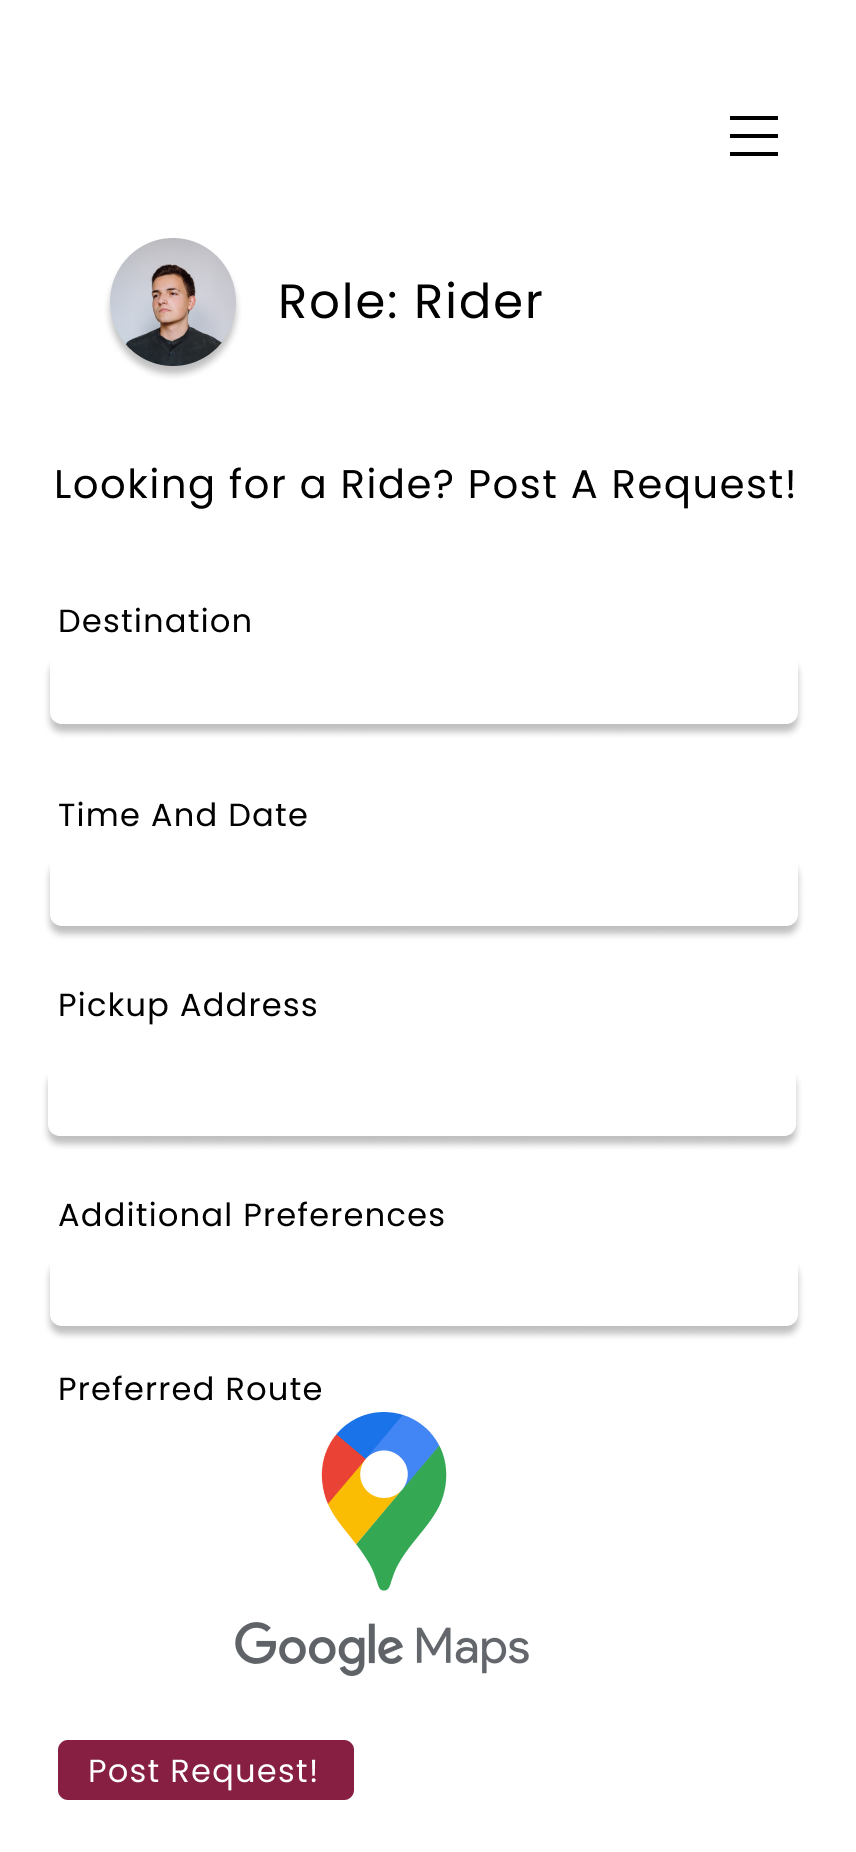 Role: Rider
Looking for a Ride? Post A Request!
Destination
Time And Date
Pickup Address
Additional Preferences
Preferred Route
Google Maps
Post Request!